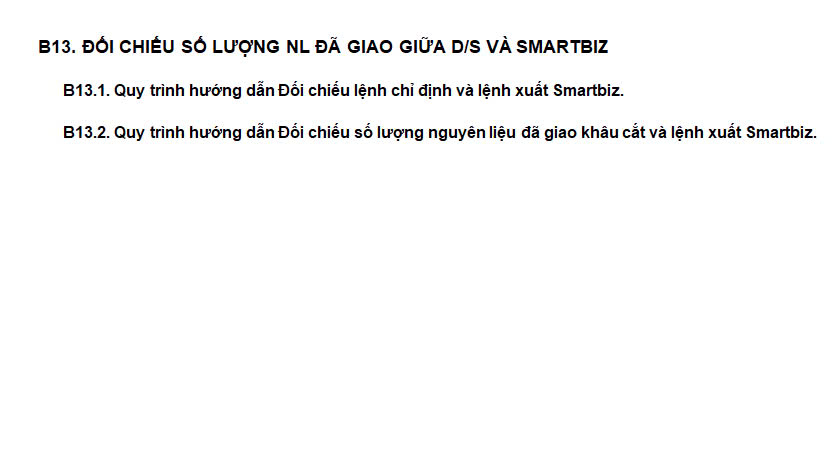 B13. ĐỐI CHIẾU SỐ LƯỢNG NL ĐÃ GIAO GIỮA D/S VÀ SMARTBIZ
B13.1. Quy trình hướng dẫn Đối chiếu lệnh chỉ định và lệnh xuất Smartbiz.
B13.2. Quy trình hướng dẫn Đối chiếu số lượng nguyên liệu đã giao khâu cắt và lệnh xuất Smartbiz.